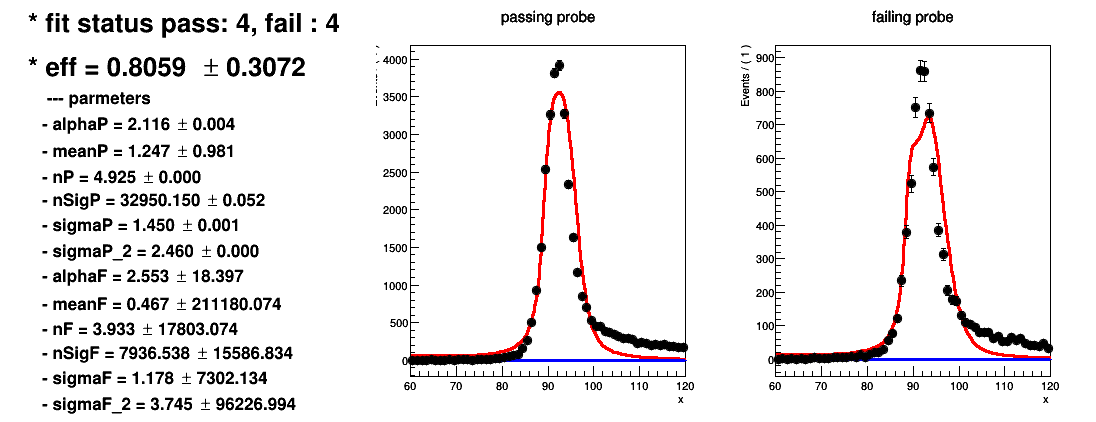 * fit status pass: 4, fail : 4
* eff = 0.8059 ± 0.3072
--- parmeters
- alphaP = 2.116 ± 0.004
- meanP = 1.247 ± 0.981
- nP = 4.925 ± 0.000
- nSigP = 32950.150 ± 0.052
- sigmaP = 1.450 ± 0.001
- sigmaP_2 = 2.460 ± 0.000
- alphaF = 2.553 ± 18.397
- meanF = 0.467 ± 211180.074
- nF = 3.933 ± 17803.074
- nSigF = 7936.538 ± 15586.834
- sigmaF = 1.178 ± 7302.134
- sigmaF_2 = 3.745 ± 96226.994
passing probe
4000
3500
3000
2500
2000
1500
1000
500
0
60 70 80 90 100 110 120
x
failing probe
Events / ( 1 )
900
800
700
600
500
400
300
200
100
0
60 70 80 90 100 110 120
x